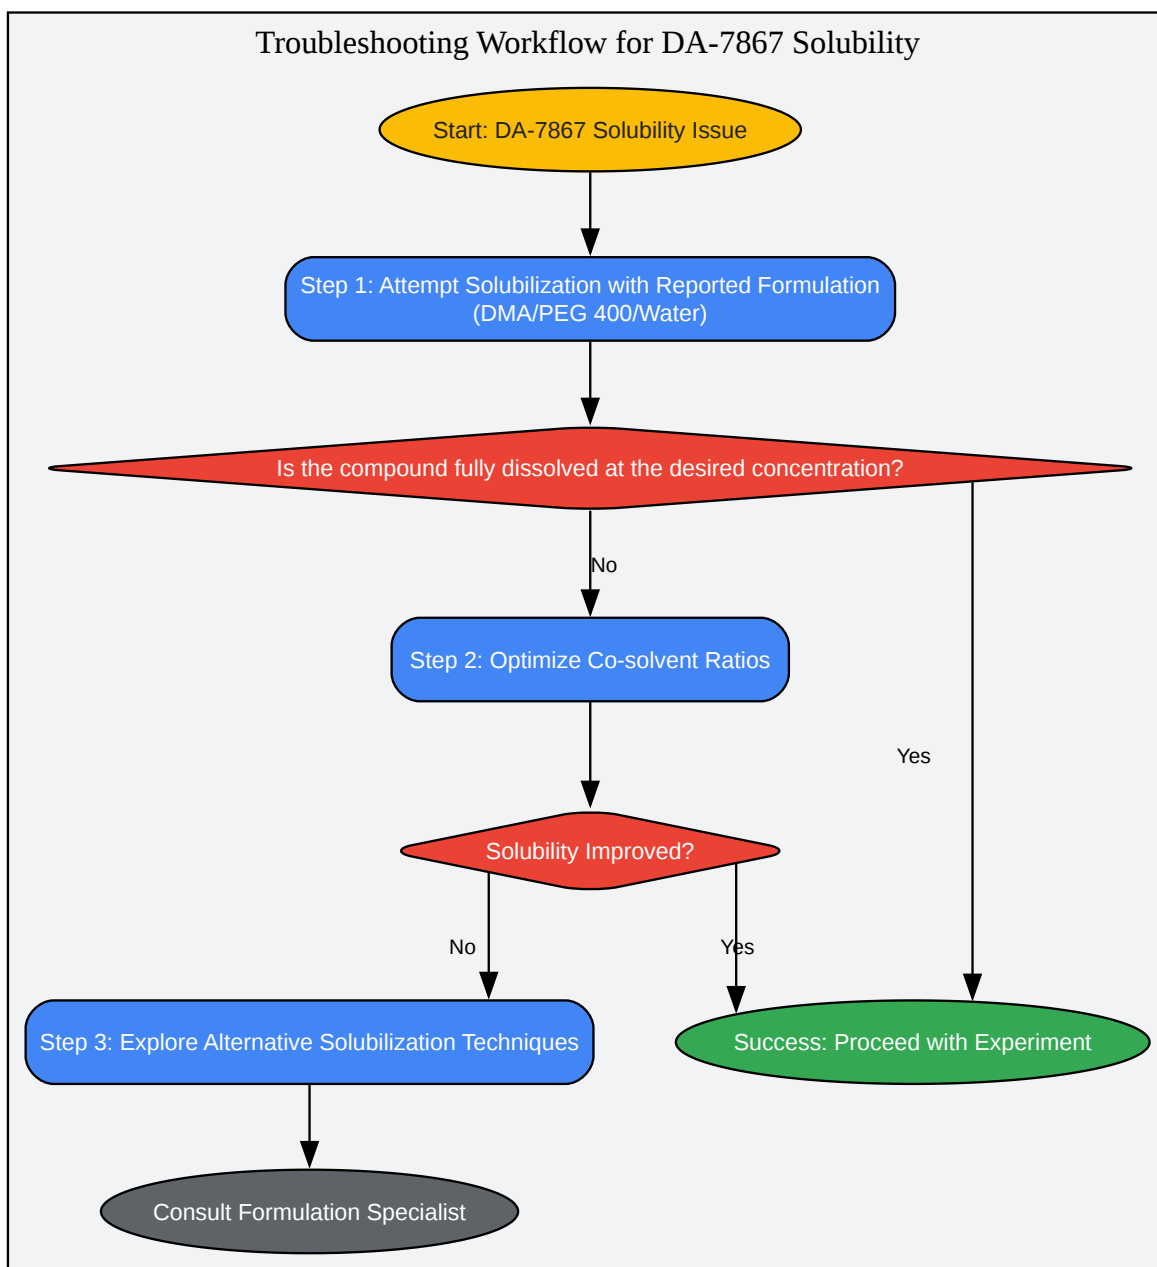 Troubleshooting Workflow for DA-7867 Solubility
Start: DA-7867 Solubility Issue
Step 1: Attempt Solubilization with Reported Formulation
(DMA/PEG 400/Water)
Is the compound fully dissolved at the desired concentration?
No
Step 2: Optimize Co-solvent Ratios
Yes
Solubility Improved?
No
Yes
Step 3: Explore Alternative Solubilization Techniques
Success: Proceed with Experiment
Consult Formulation Specialist